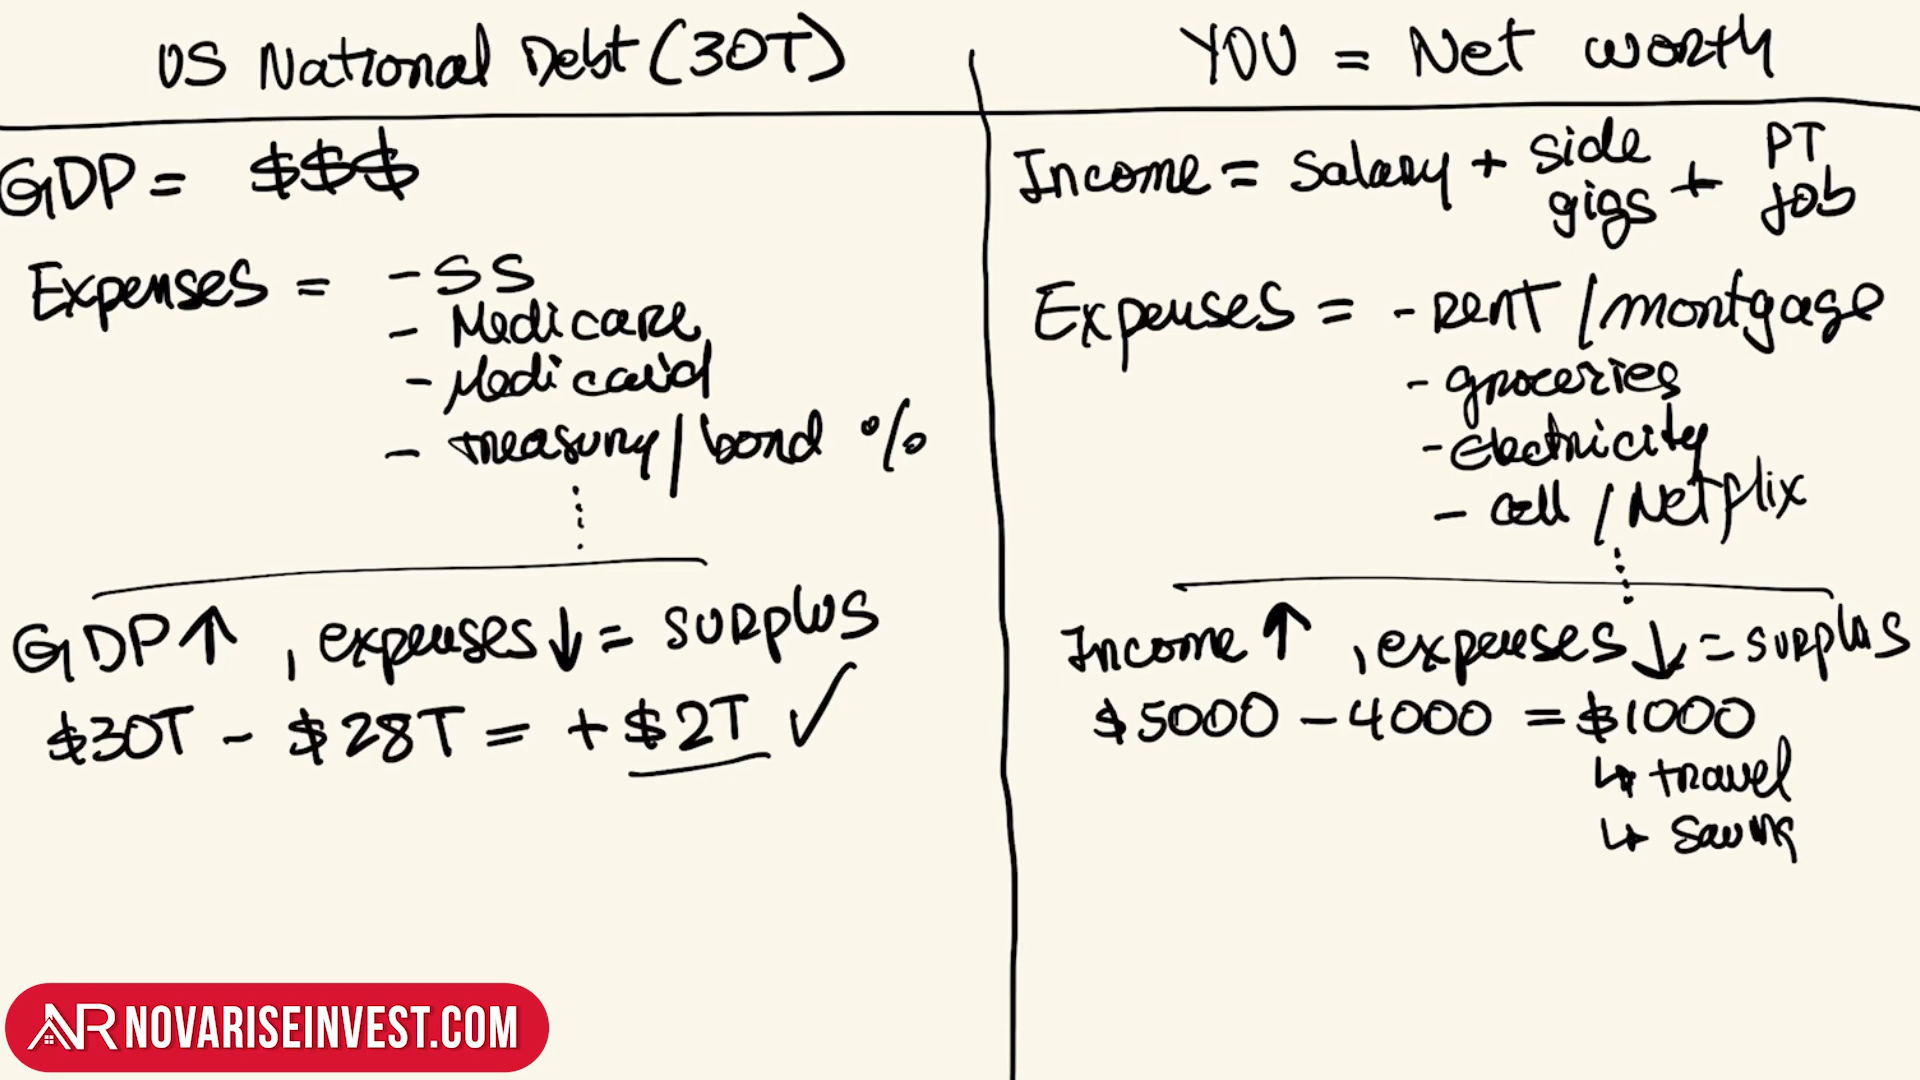 US National Debt (30T)
GDP = $$$
Expenses = - SS
- Medicare
- Medicaid
- treasury / bond %
GDP ↑ , expenses ↓ = surplus
$30T - $28T = + $2T ✓
YOU = Net worth
Income = Salary + side gigs + PT job
Expenses = - rent / mortgage
- groceries
- Electricity
- cell / Netflix
Income ↑ , expenses ↓ = surplus
$5000 - 4000 = $1000
↳ travel
↳ saving
NR NOVARISEINVEST.COM